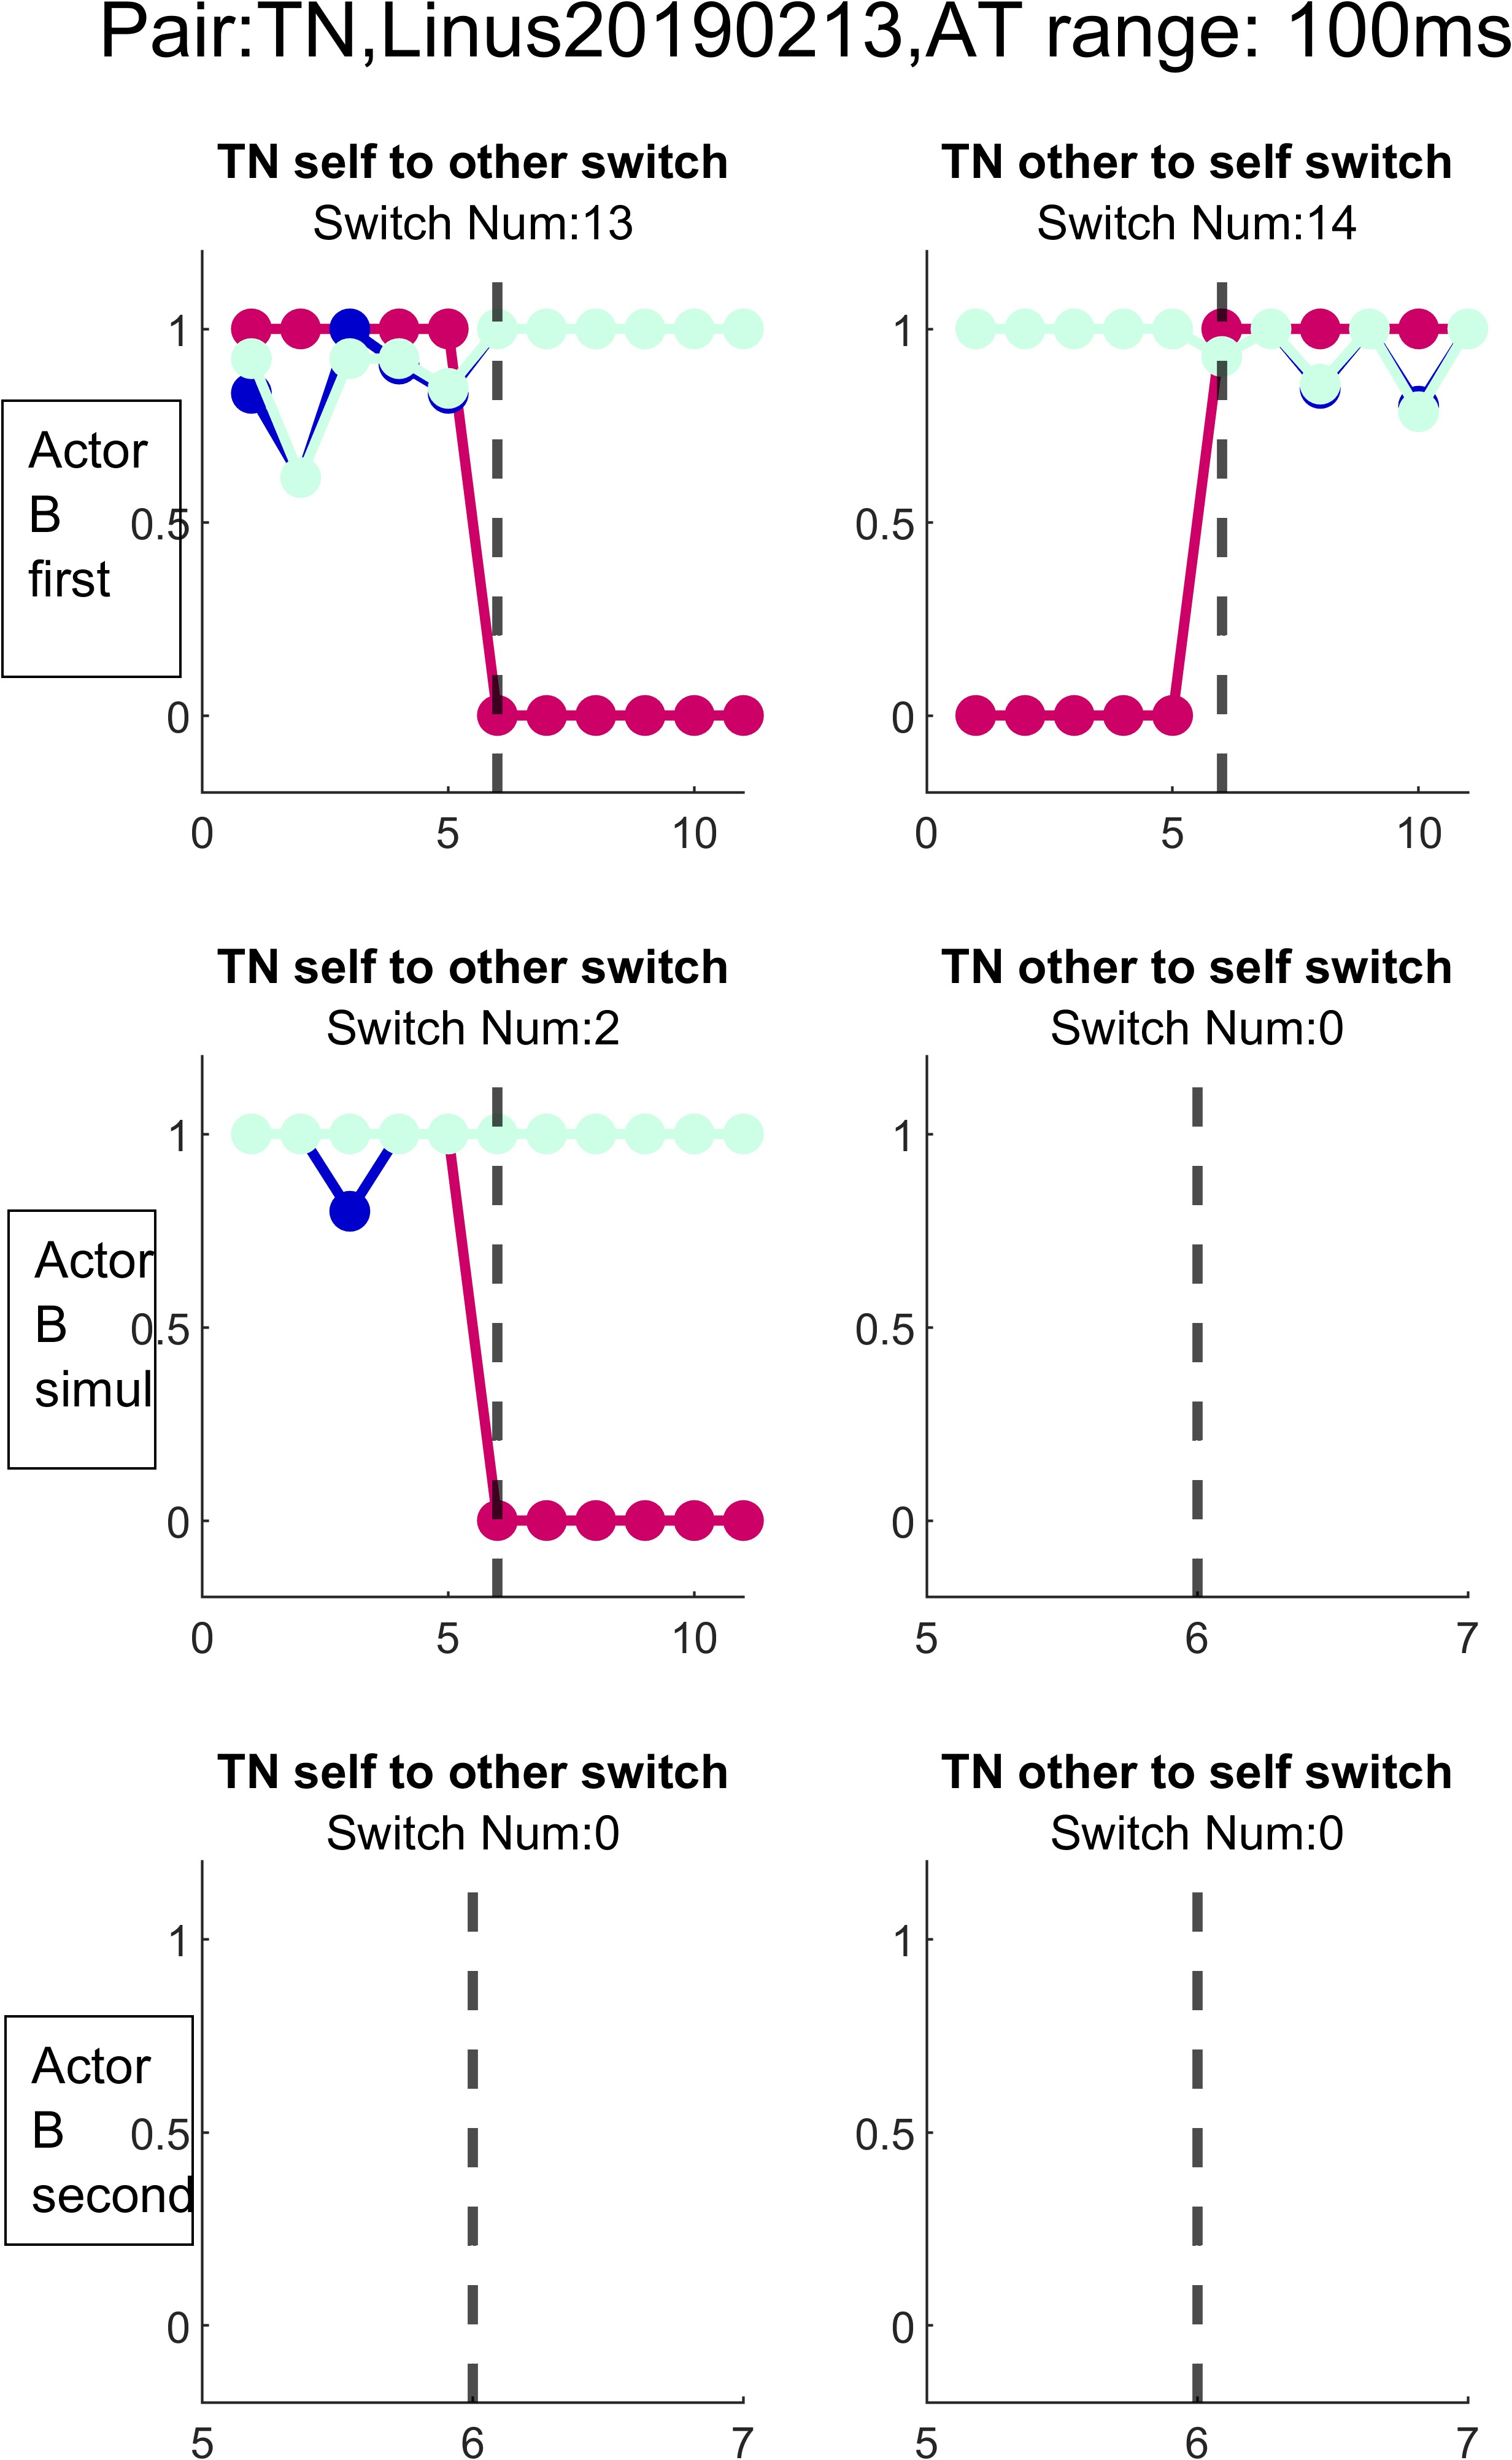 Pair:TN,Linus20190213,AT range: 100ms
TN self to other switch
Switch Num:13
1
0.5
0
0 5 10
TN other to self switch
Switch Num:14
1
0.5
0
0 5 10
Actor
B
first
TN self to other switch
Switch Num:2
1
0.5
0
0 5 10
TN other to self switch
Switch Num:0
1
0.5
0
5 6 7
Actor
B
simul
TN self to other switch
Switch Num:0
1
0.5
0
5 6 7
TN other to self switch
Switch Num:0
1
0.5
0
5 6 7
Actor
B
second